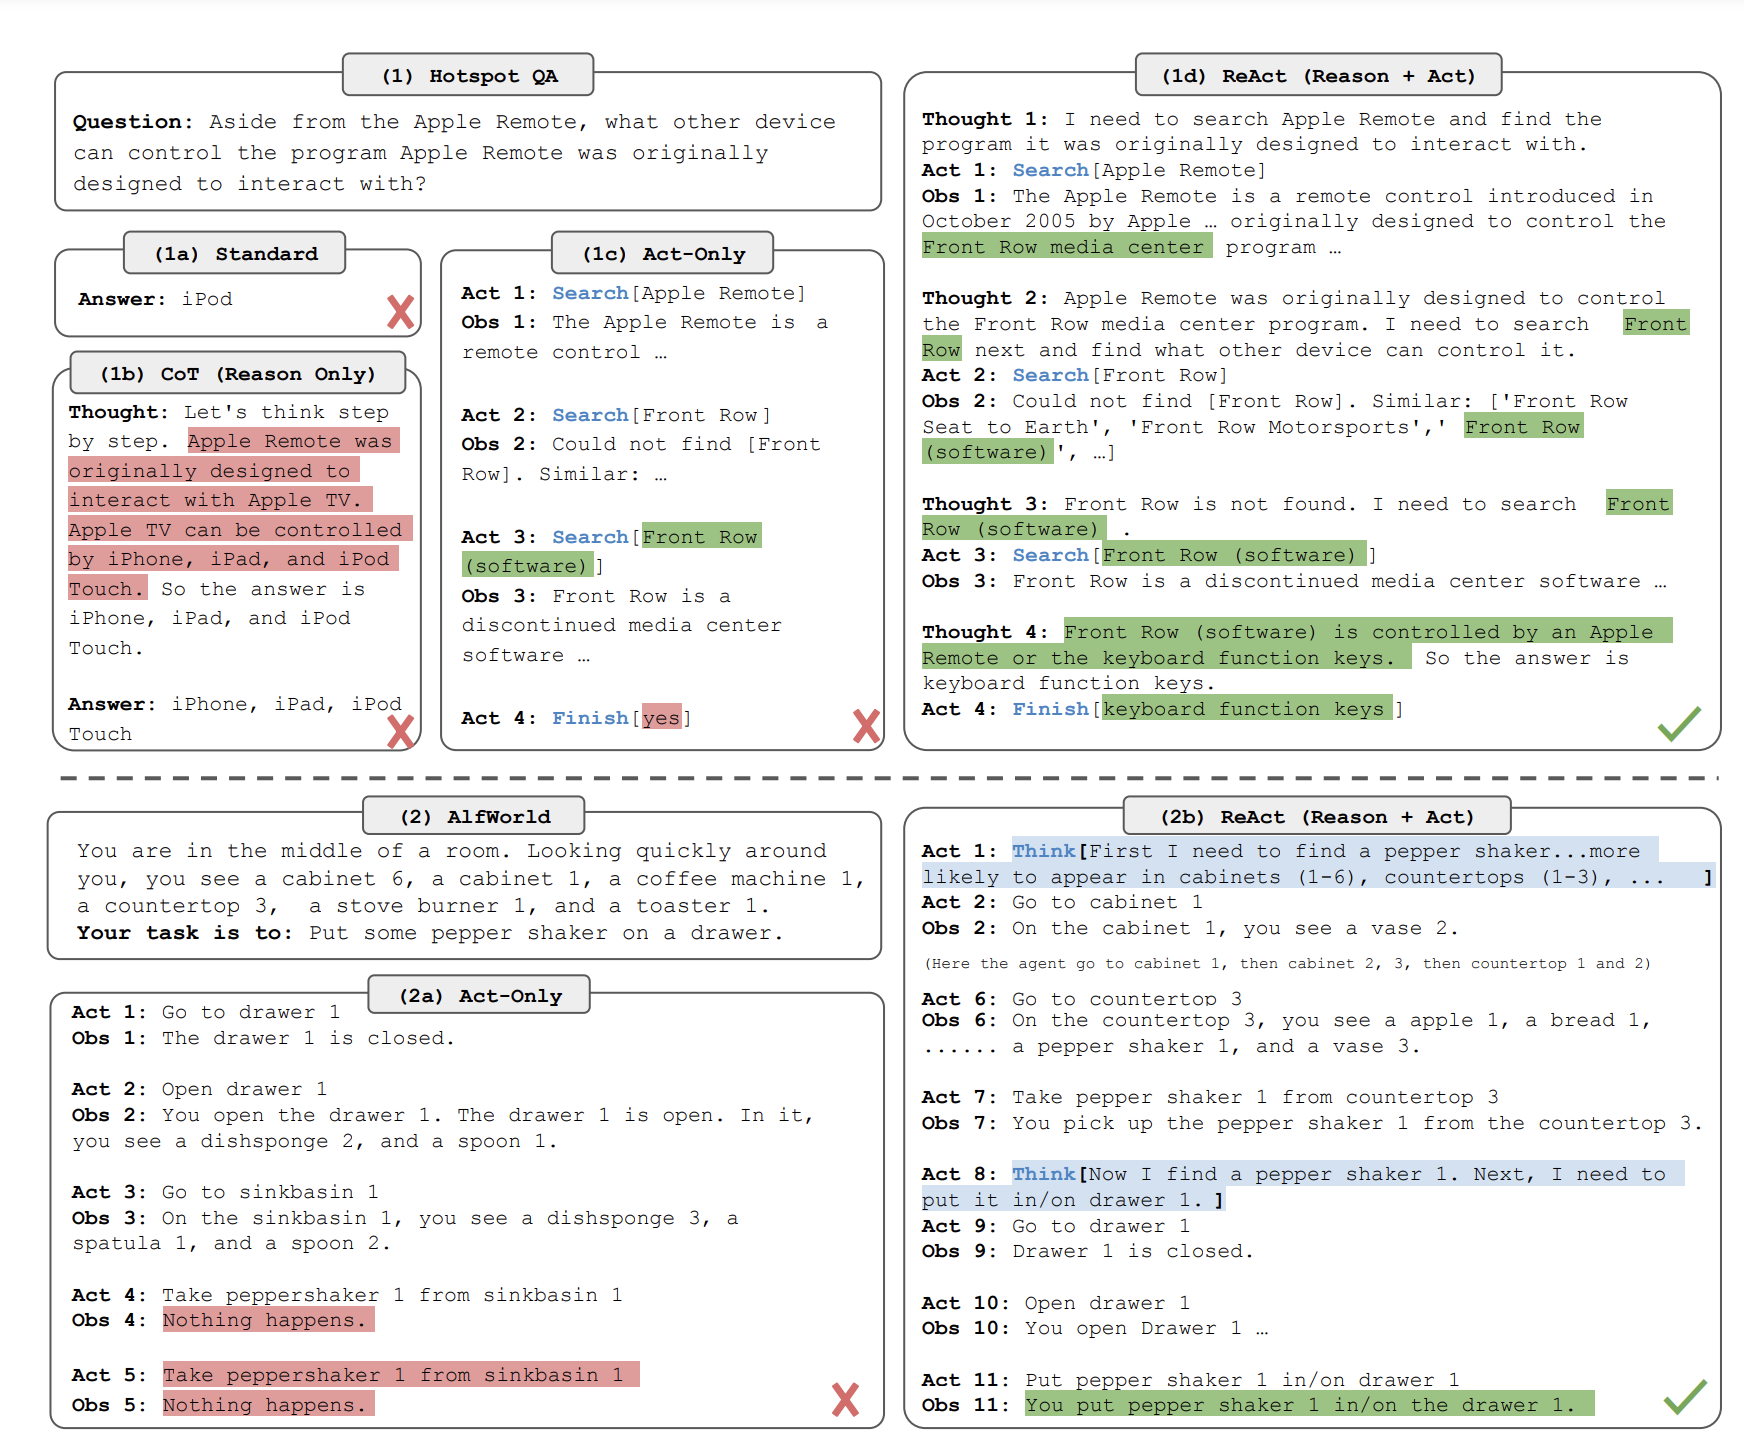 (1) Hotspot QA
Question: Aside from the Apple Remote, what other device
can control the program Apple Remote was originally
designed to interact with?
(1a) Standard
Answer: iPod
(1b) CoT (Reason Only)
Thought: Let's think step
by step. Apple Remote was
originally designed to
interact with Apple TV.
Apple TV can be controlled
by iPhone, iPad, and iPod
Touch. So the answer is
iPhone, iPad, and iPod
Touch.
Answer: iPhone, iPad, iPod
Touch
(1c) Act-Only
Act 1: Search[Apple Remote]
Obs 1: The Apple Remote is a
remote control …
Act 2: Search[Front Row]
Obs 2: Could not find [Front
Row]. Similar: …
Act 3: Search[Front Row
(software)]
Obs 3: Front Row is a
discontinued media center
software …
Act 4: Finish[yes]
(1d) ReAct (Reason + Act)
Thought 1: I need to search Apple Remote and find the
program it was originally designed to interact with.
Act 1: Search[Apple Remote]
Obs 1: The Apple Remote is a remote control introduced in
October 2005 by Apple … originally designed to control the
Front Row media center program …
Thought 2: Apple Remote was originally designed to control
the Front Row media center program. I need to search Front
Row next and find what other device can control it.
Act 2: Search[Front Row]
Obs 2: Could not find [Front Row]. Similar: ['Front Row
Seat to Earth', 'Front Row Motorsports',' Front Row
(software)', …]
Thought 3: Front Row is not found. I need to search Front
Row (software) .
Act 3: Search[Front Row (software)]
Obs 3: Front Row is a discontinued media center software …
Thought 4: Front Row (software) is controlled by an Apple
Remote or the keyboard function keys. So the answer is
keyboard function keys.
Act 4: Finish[keyboard function keys]
(2) AlfWorld
You are in the middle of a room. Looking quickly around
you, you see a cabinet 6, a cabinet 1, a coffee machine 1,
a countertop 3, a stove burner 1, and a toaster 1.
Your task is to: Put some pepper shaker on a drawer.
(2a) Act-Only
Act 1: Go to drawer 1
Obs 1: The drawer 1 is closed.
Act 2: Open drawer 1
Obs 2: You open the drawer 1. The drawer 1 is open. In it,
you see a dishsponge 2, and a spoon 1.
Act 3: Go to sinkbasin 1
Obs 3: On the sinkbasin 1, you see a dishsponge 3, a
spatula 1, and a spoon 2.
Act 4: Take peppershaker 1 from sinkbasin 1
Obs 4: Nothing happens.
Act 5: Take peppershaker 1 from sinkbasin 1
Obs 5: Nothing happens.
(2b) ReAct (Reason + Act)
Act 1: Think[First I need to find a pepper shaker...more
likely to appear in cabinets (1-6), countertops (1-3), ... ]
Act 2: Go to cabinet 1
Obs 2: On the cabinet 1, you see a vase 2.
(Here the agent go to cabinet 1, then cabinet 2, 3, then countertop 1 and 2)
Act 6: Go to countertop 3
Obs 6: On the countertop 3, you see a apple 1, a bread 1,
...... a pepper shaker 1, and a vase 3.
Act 7: Take pepper shaker 1 from countertop 3
Obs 7: You pick up the pepper shaker 1 from the countertop 3.
Act 8: Think[Now I find a pepper shaker 1. Next, I need to
put it in/on drawer 1. ]
Act 9: Go to drawer 1
Obs 9: Drawer 1 is closed.
Act 10: Open drawer 1
Obs 10: You open Drawer 1 …
Act 11: Put pepper shaker 1 in/on drawer 1
Obs 11: You put pepper shaker 1 in/on the drawer 1.